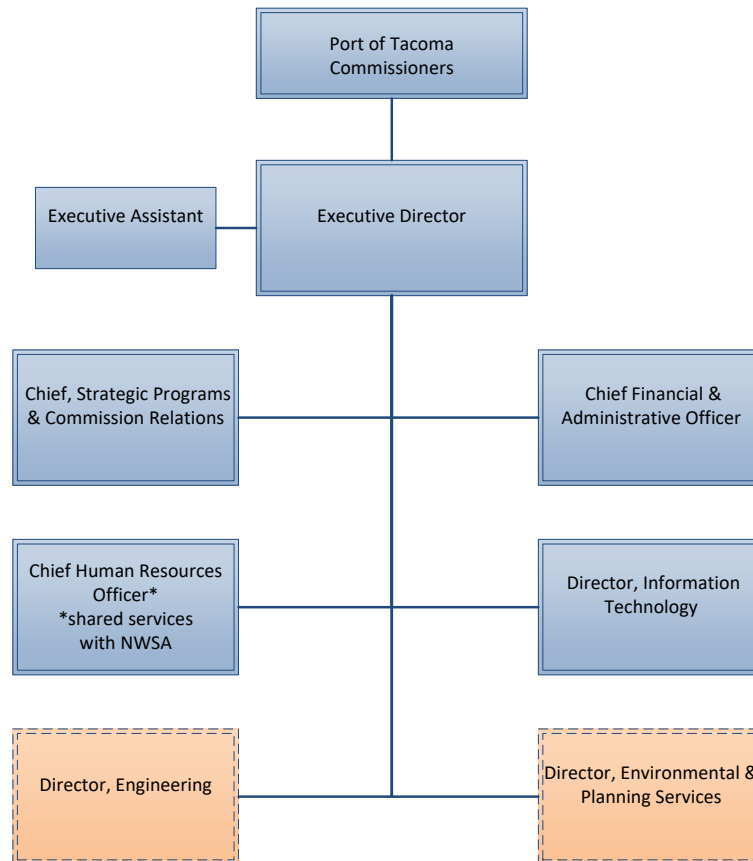 Port of Tacoma
Commissioners
Executive Assistant
Executive Director
Chief, Strategic Programs
& Commission Relations
Chief Financial &
Administrative Officer
Chief Human Resources
Officer*
*shared services
with NWSA
Director, Information
Technology
Director, Engineering
Director, Environmental &
Planning Services